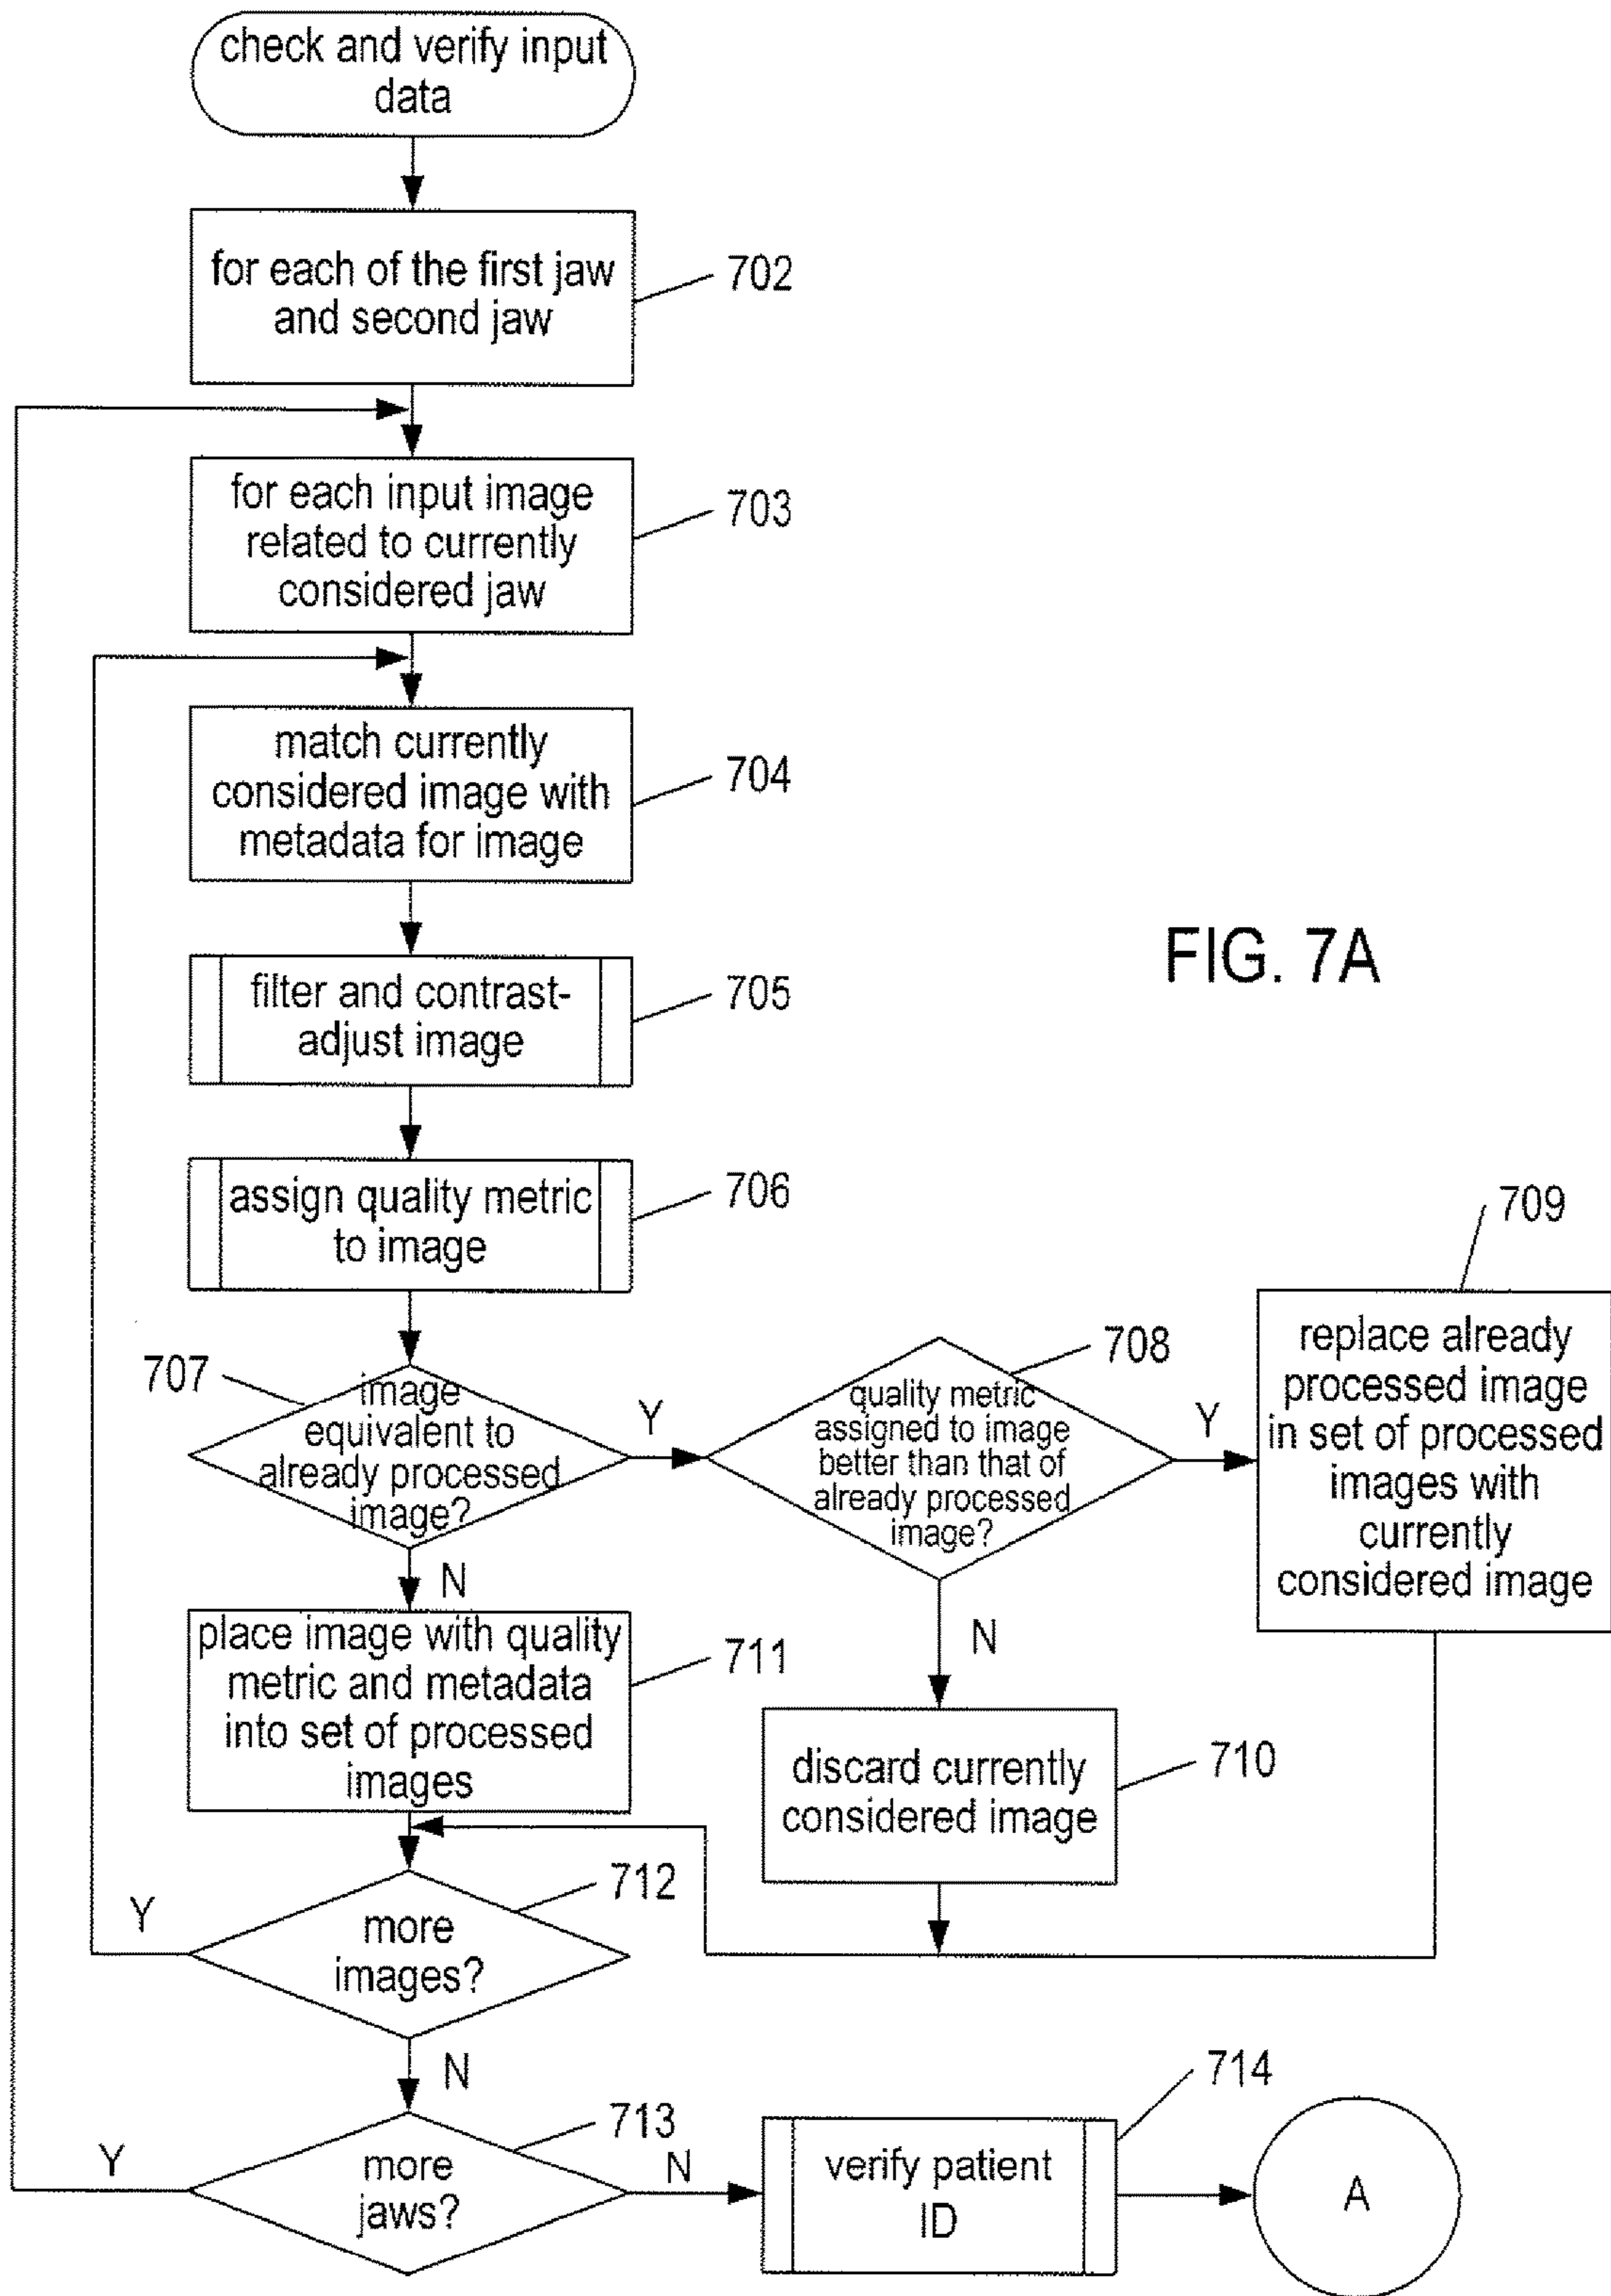 check and verify input
data
for each of the first jaw
and second jaw
702
for each input image
related to currently
considered jaw
703
match currently
considered image with
metadata for image
704
FIG. 7A
filter and contrast-
adjust image
705
assign quality metric
to image
706
707
image
equivalent to
already processed
image?
Y
N
708
quality metric
assigned to image
better than that of
already processed
image?
Y
N
709
replace already
processed image
in set of processed
images with
currently
considered image
place image with quality
metric and metadata
into set of processed
images
711
discard currently
considered image
710
712
more
images?
Y
N
713
more
jaws?
Y
N
714
verify patient
ID
A